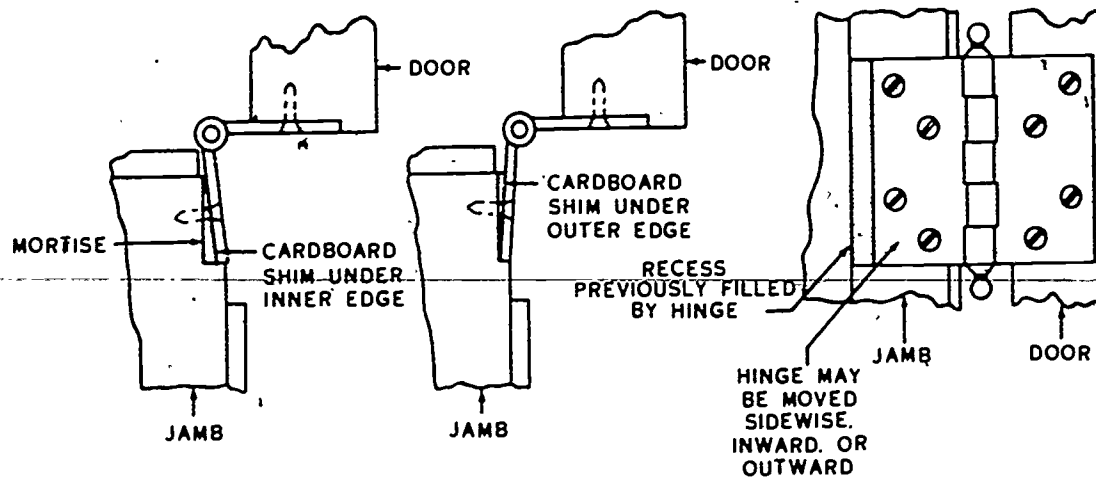 DOOR
MORTISE
CARDBOARD
SHIM UNDER
INNER EDGE
JAMB
DOOR
CARDBOARD
SHIM UNDER
OUTER EDGE
JAMB
RECESS
PREVIOUSLY FILLED
BY HINGE
JAMB
DOOR
HINGE MAY
BE MOVED
SIDEWISE,
INWARD. OR
OUTWARD